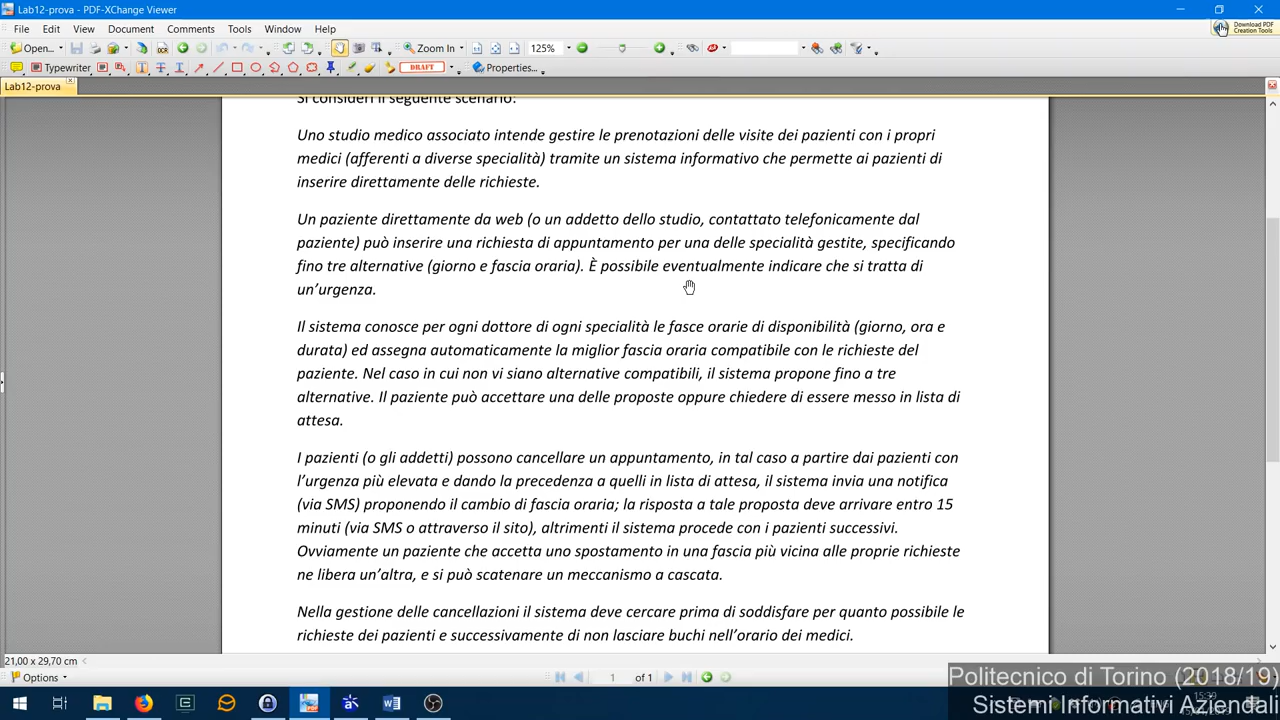 Lab12-prova - PDF-XChange Viewer
File Edit View Document Comments Tools Window Help
Download PDF
Creation Tools
Open... OCR Zoom In 125%
Typewriter DRAFT Properties...
Lab12-prova
Si consideri il seguente scenario:
Uno studio medico associato intende gestire le prenotazioni delle visite dei pazienti con i propri
medici (afferenti a diverse specialità) tramite un sistema informativo che permette ai pazienti di
inserire direttamente delle richieste.
Un paziente direttamente da web (o un addetto dello studio, contattato telefonicamente dal
paziente) può inserire una richiesta di appuntamento per una delle specialità gestite, specificando
fino tre alternative (giorno e fascia oraria). È possibile eventualmente indicare che si tratta di
un’urgenza.
Il sistema conosce per ogni dottore di ogni specialità le fasce orarie di disponibilità (giorno, ora e
durata) ed assegna automaticamente la miglior fascia oraria compatibile con le richieste del
paziente. Nel caso in cui non vi siano alternative compatibili, il sistema propone fino a tre
alternative. Il paziente può accettare una delle proposte oppure chiedere di essere messo in lista di
attesa.
I pazienti (o gli addetti) possono cancellare un appuntamento, in tal caso a partire dai pazienti con
l’urgenza più elevata e dando la precedenza a quelli in lista di attesa, il sistema invia una notifica
(via SMS) proponendo il cambio di fascia oraria; la risposta a tale proposta deve arrivare entro 15
minuti (via SMS o attraverso il sito), altrimenti il sistema procede con i pazienti successivi.
Ovviamente un paziente che accetta uno spostamento in una fascia più vicina alle proprie richieste
ne libera un’altra, e si può scatenare un meccanismo a cascata.
Nella gestione delle cancellazioni il sistema deve cercare prima di soddisfare per quanto possibile le
richieste dei pazienti e successivamente di non lasciare buchi nell’orario dei medici.
21,00 x 29,70 cm
Options 1 of 1
Politecnico di Torino (2018/19)
Sistemi Informativi Aziendali